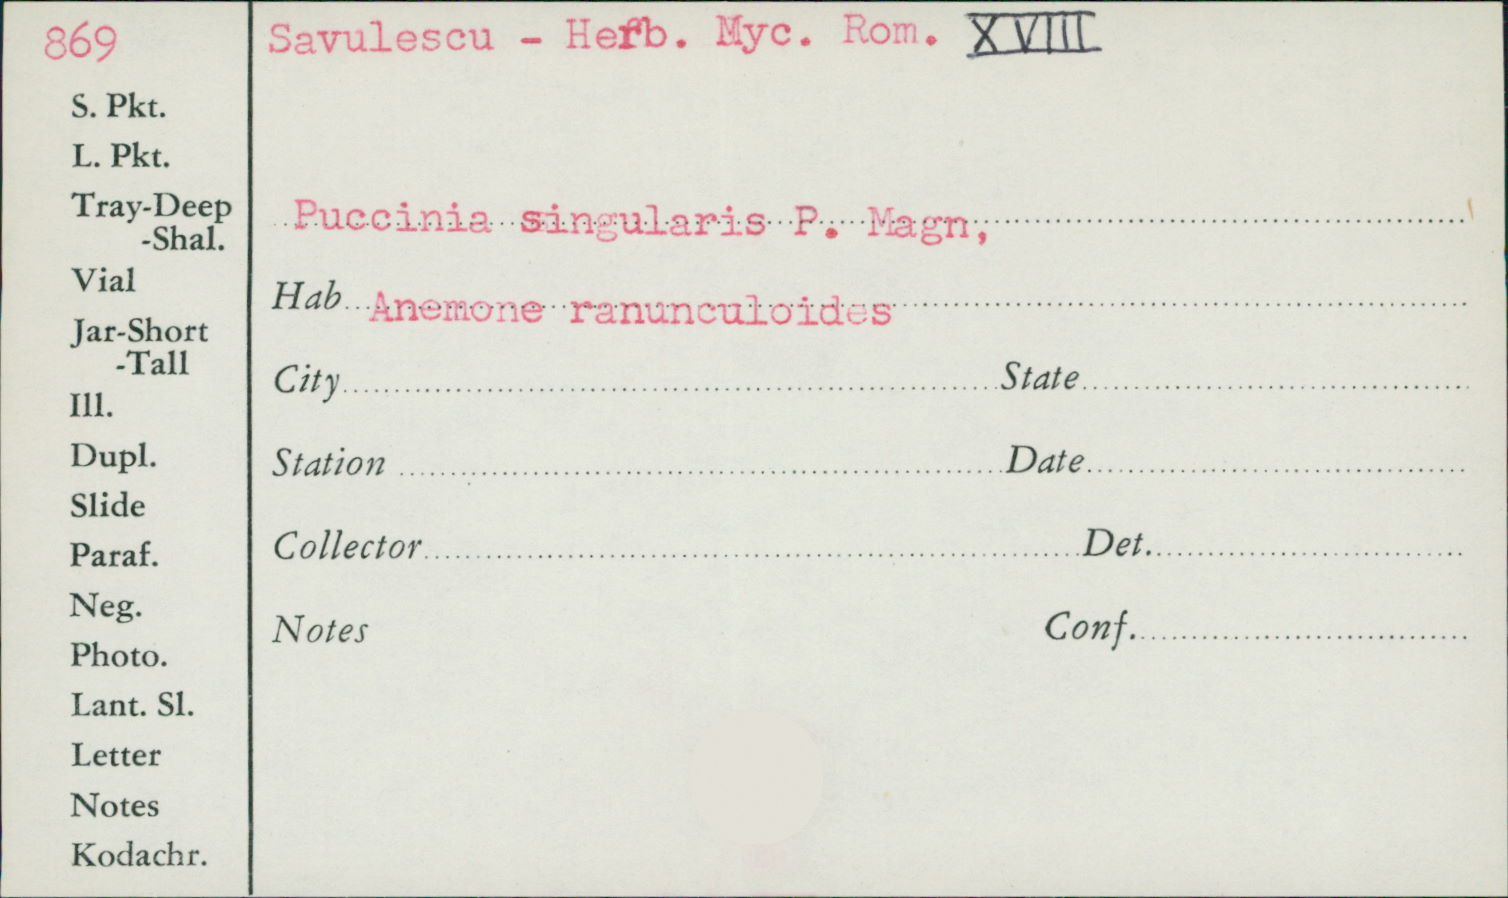 869
Savulescu - Herb. Myc. Rom. XVIII
S. Pkt.
L. Pkt.
Tray-Deep
-Shal.
Vial
Jar-Short
-Tall
Ill.
Dupl.
Slide
Paraf.
Neg.
Photo.
Lant. Sl.
Letter
Notes
Kodachr.
Puccinia singularis P. Magn,
Hab Anemone ranunculoides
City State
Station Date
Collector Det.
Notes Conf.